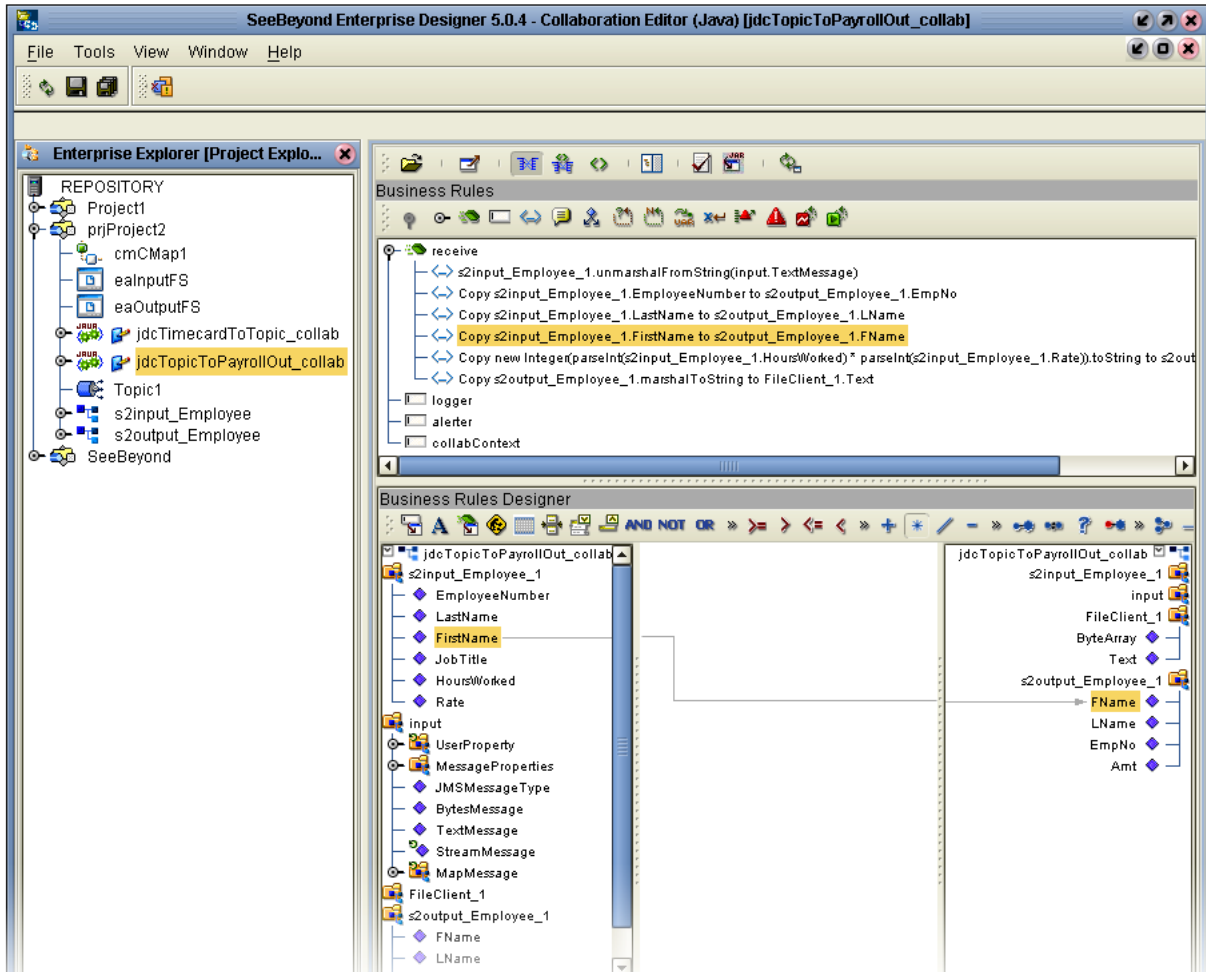 SeeBeyond Enterprise Designer 5.0.4 - Collaboration Editor (Java) [jdcTopicToPayrollOut_collab]
File Tools View Window Help
Enterprise Explorer [Project Explo...
REPOSITORY
Project1
prjProject2
cmCMap1
eaInputFS
eaOutputFS
jdcTimecardToTopic_collab
jdcTopicToPayrollOut_collab
Topic1
s2input_Employee
s2output_Employee
SeeBeyond
Business Rules
receive
s2input_Employee_1.unmarshalFromString(input.TextMessage)
Copy s2input_Employee_1.EmployeeNumber to s2output_Employee_1.EmpNo
Copy s2input_Employee_1.LastName to s2output_Employee_1.LName
Copy s2input_Employee_1.FirstName to s2output_Employee_1.FName
Copy new Integer(parseInt(s2input_Employee_1.HoursWorked) * parseInt(s2input_Employee_1.Rate)).toString to s2out
Copy s2output_Employee_1.marshalToString to FileClient_1.Text
logger
alerter
collabContext
Business Rules Designer
A AND NOT OR » >= > <= < » + * / - » ? »
jdcTopicToPayrollOut_collab
s2input_Employee_1
EmployeeNumber
LastName
FirstName
JobTitle
HoursWorked
Rate
input
UserProperty
MessageProperties
JMSMessageType
BytesMessage
TextMessage
StreamMessage
MapMessage
FileClient_1
s2output_Employee_1
FName
LName
jdcTopicToPayrollOut_collab
s2input_Employee_1
input
FileClient_1
ByteArray
Text
s2output_Employee_1
FName
LName
EmpNo
Amt